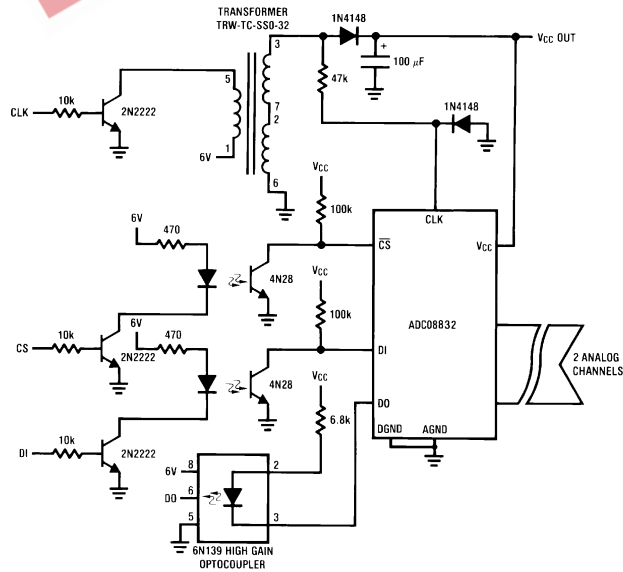 TRANSFORMER
TRW-TC-SSO-32
1N4148
VCC OUT
3
+
100 µF
5
47k
10k
CLK
2N2222
7
2
1N4148
1
6V
6
VCC
100k
CLK
6V
470
CS
VCC
4N28
VCC
ADC08832
6V
470
100k
10k
CS
2N2222
DI
2 ANALOG
CHANNELS
4N28
VCC
DO
6.8k
10k
DI
2N2222
DGND
AGND
6V
8
2
DO
6
5
3
6N139 HIGH GAIN
OPTOCOUPLER